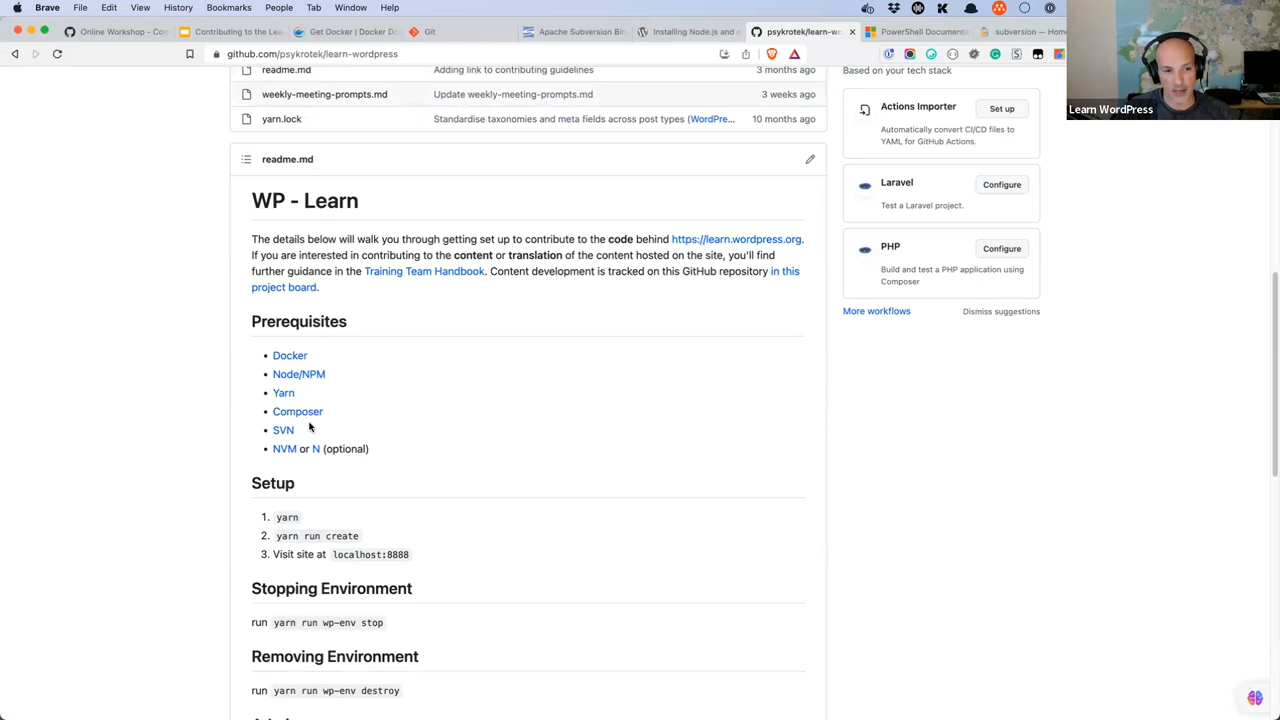 Brave File Edit View History Bookmarks People Tab Window Help
Online Workshop - Co
Contributing to the Lea
Get Docker | Docker Do
Git
Apache Subversion Bin
Installing Node.js and n
psykrotek/learn-wo
PowerShell Documenta
subversion — Hom
github.com/psykrotek/learn-wordpress
readme.md Adding link to contributing guidelines 3 months ago
weekly-meeting-prompts.md Update weekly-meeting-prompts.md 3 weeks ago
yarn.lock Standardise taxonomies and meta fields across post types (WordPre... 10 months ago
readme.md
WP - Learn
The details below will walk you through getting set up to contribute to the code behind https://learn.wordpress.org.
If you are interested in contributing to the content or translation of the content hosted on the site, you'll find
further guidance in the Training Team Handbook. Content development is tracked on this GitHub repository in this
project board.
Prerequisites
• Docker
• Node/NPM
• Yarn
• Composer
• SVN
• NVM or N (optional)
Setup
1. yarn
2. yarn run create
3. Visit site at localhost:8888
Stopping Environment
run yarn run wp-env stop
Removing Environment
run yarn run wp-env destroy
Based on your tech stack
Actions Importer Set up
Automatically convert CI/CD files to
YAML for GitHub Actions.
Laravel Configure
Test a Laravel project.
PHP Configure
Build and test a PHP application using
Composer
More workflows Dismiss suggestions
Learn WordPress